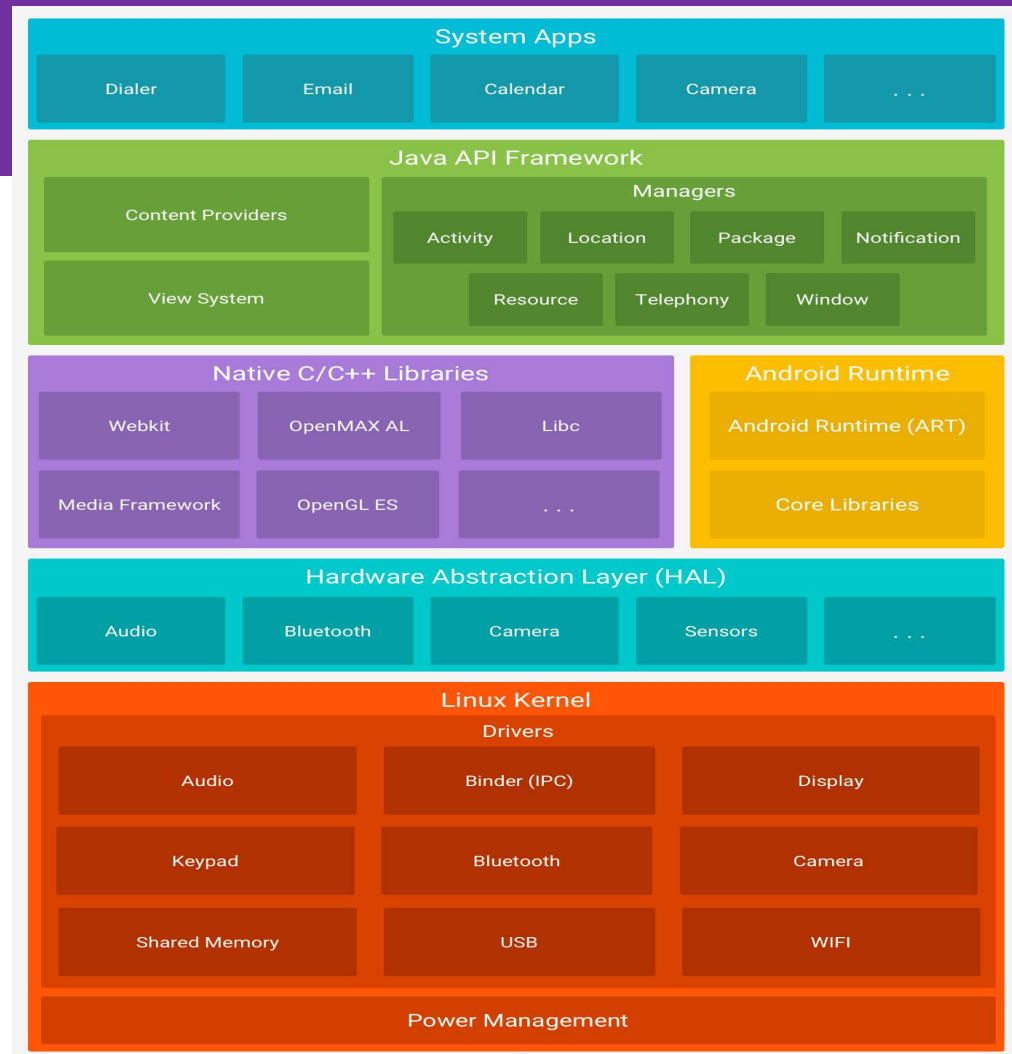 System Apps
Dialer Email Calendar Camera . . .
Java API Framework
Content Providers
View System
Managers
Activity Location Package Notification
Resource Telephony Window
Native C/C++ Libraries
Webkit OpenMAX AL Libc
Media Framework OpenGL ES . . .
Android Runtime
Android Runtime (ART)
Core Libraries
Hardware Abstraction Layer (HAL)
Audio Bluetooth Camera Sensors . . .
Linux Kernel
Drivers
Audio Binder (IPC) Display
Keypad Bluetooth Camera
Shared Memory USB WIFI
Power Management